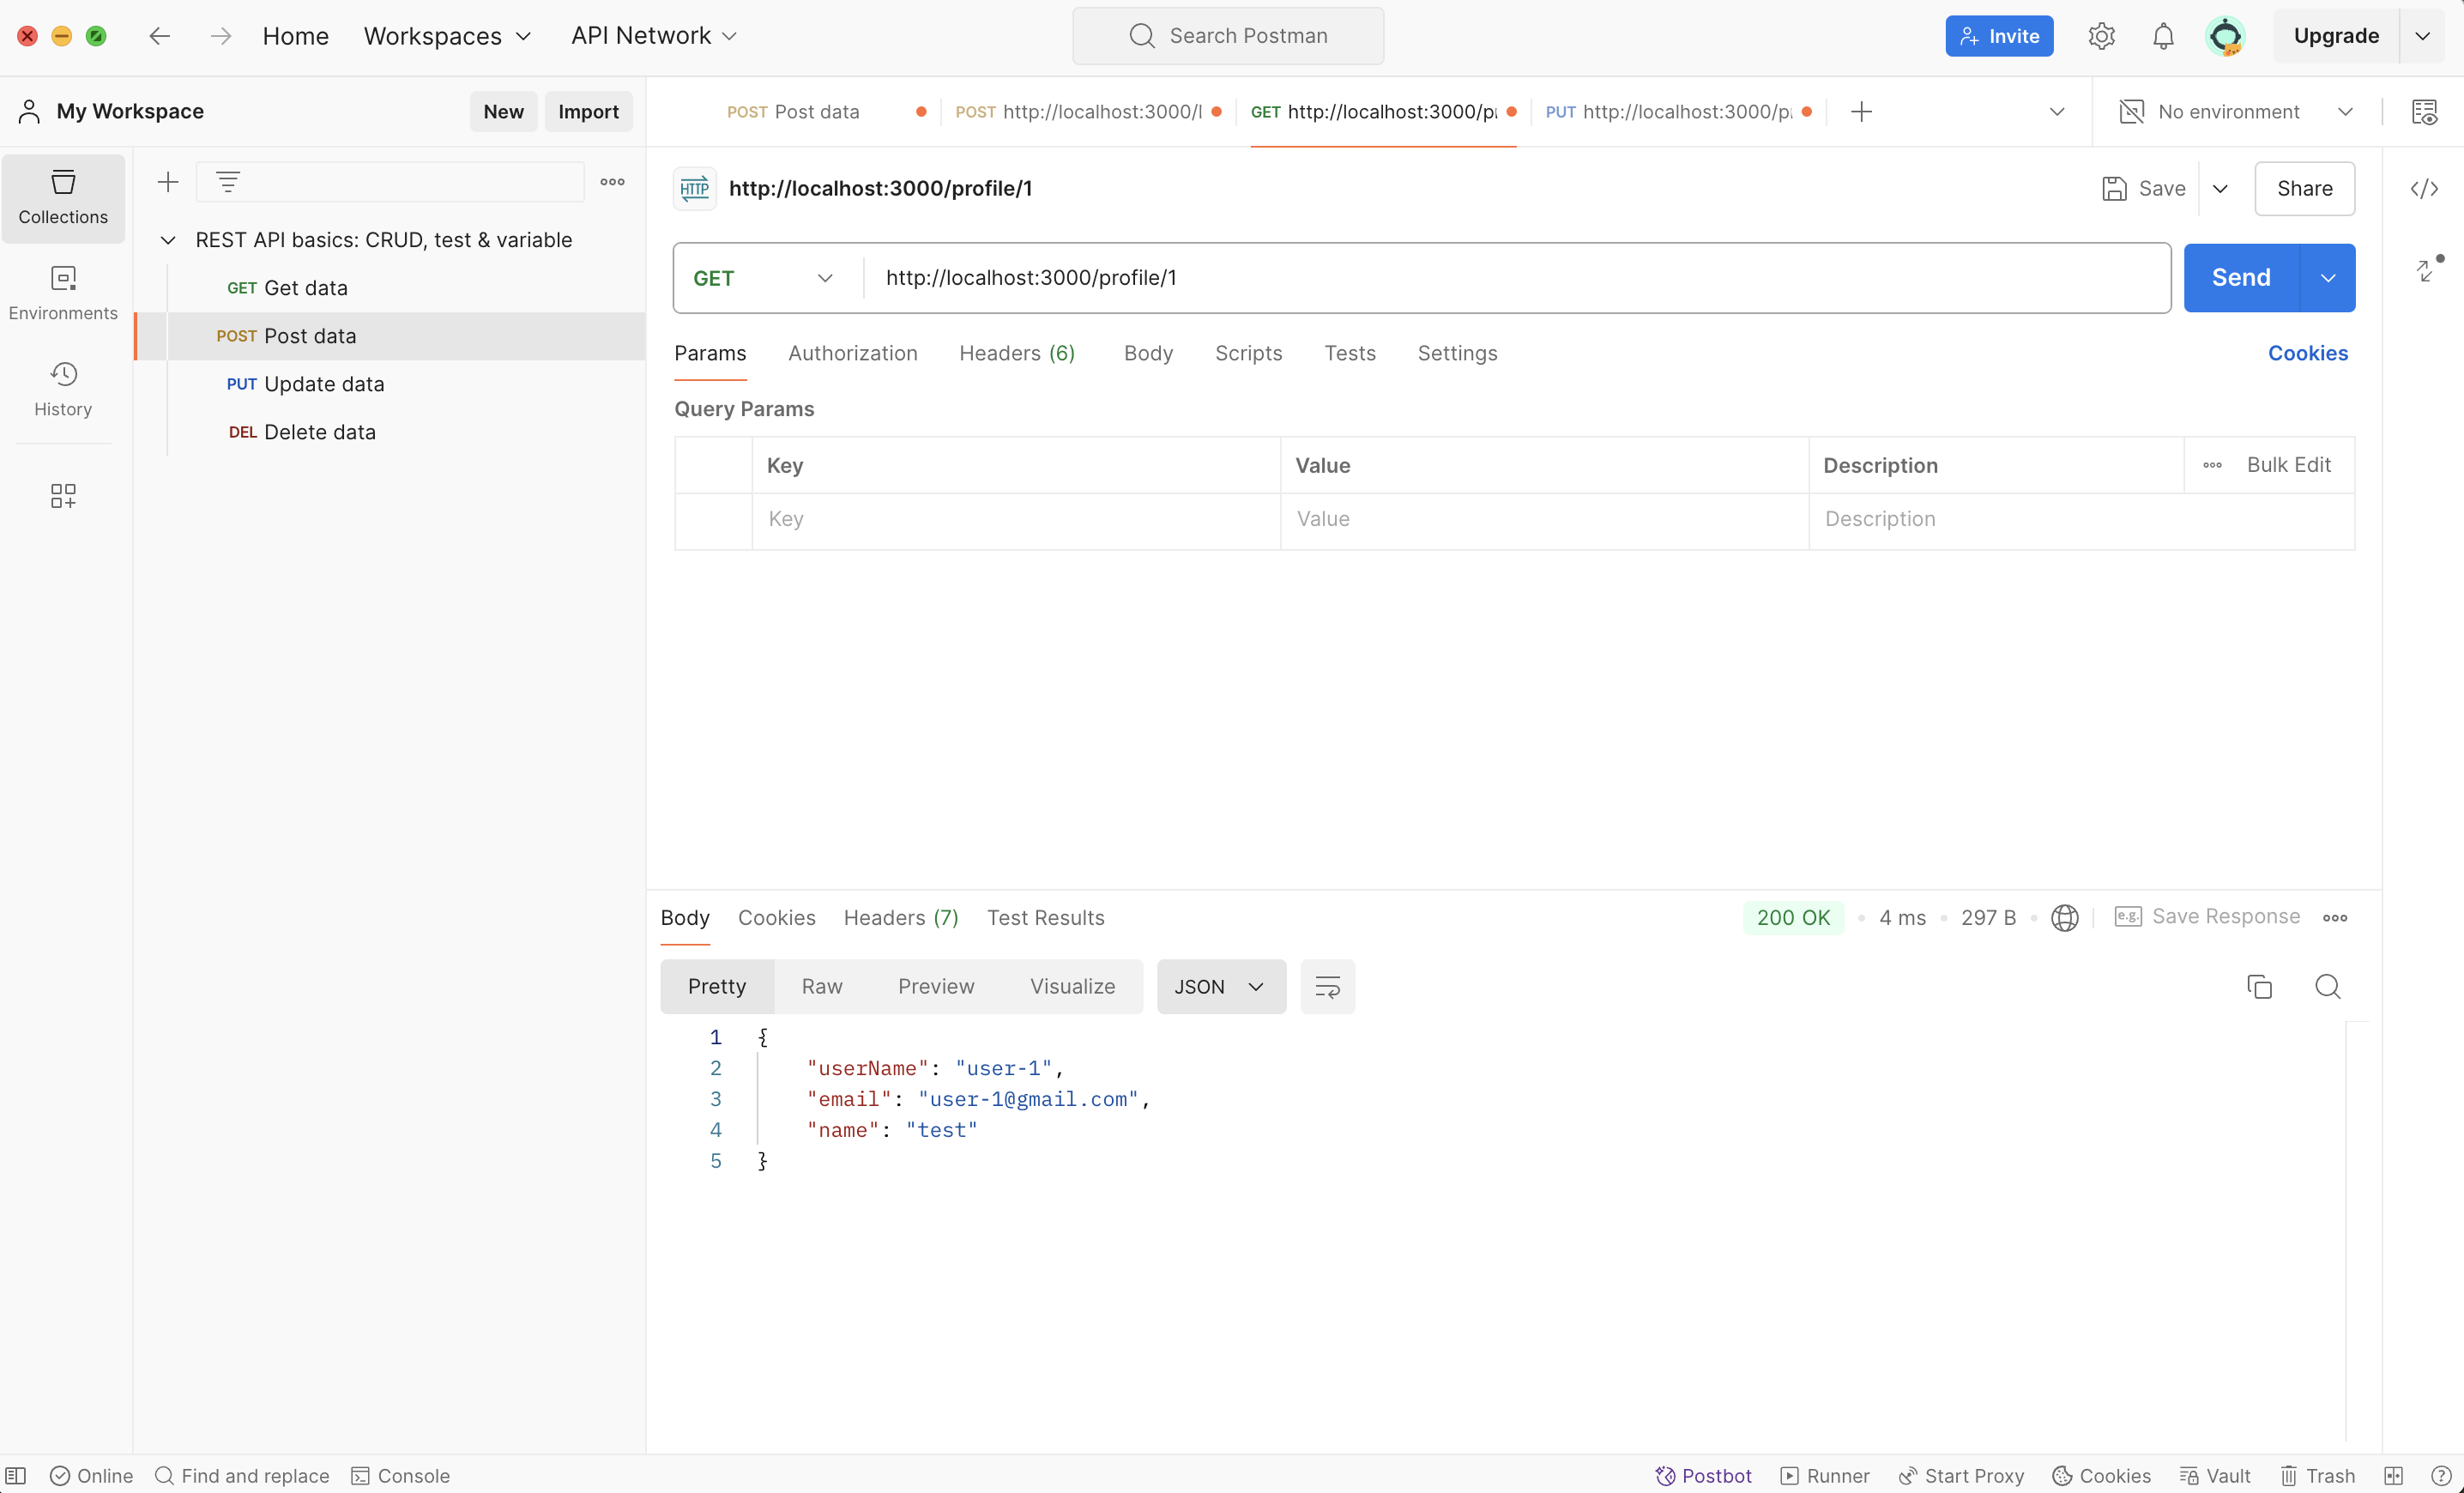 Home Workspaces API Network Search Postman Invite Upgrade
My Workspace New Import
POST Post data POST http://localhost:3000/l GET http://localhost:3000/p PUT http://localhost:3000/p No environment
Collections
Environments
History
REST API basics: CRUD, test & variable
GET Get data
POST Post data
PUT Update data
DEL Delete data
HTTP http://localhost:3000/profile/1 Save Share
GET http://localhost:3000/profile/1 Send
Params Authorization Headers (6) Body Scripts Tests Settings Cookies
Query Params
Key Value Description Bulk Edit
Key Value Description
Body Cookies Headers (7) Test Results 200 OK 4 ms 297 B e.g. Save Response
Pretty Raw Preview Visualize JSON
1 {
2 "userName": "user-1",
3 "email": "user-1@gmail.com",
4 "name": "test"
5 }
Online Find and replace Console Postbot Runner Start Proxy Cookies Vault Trash